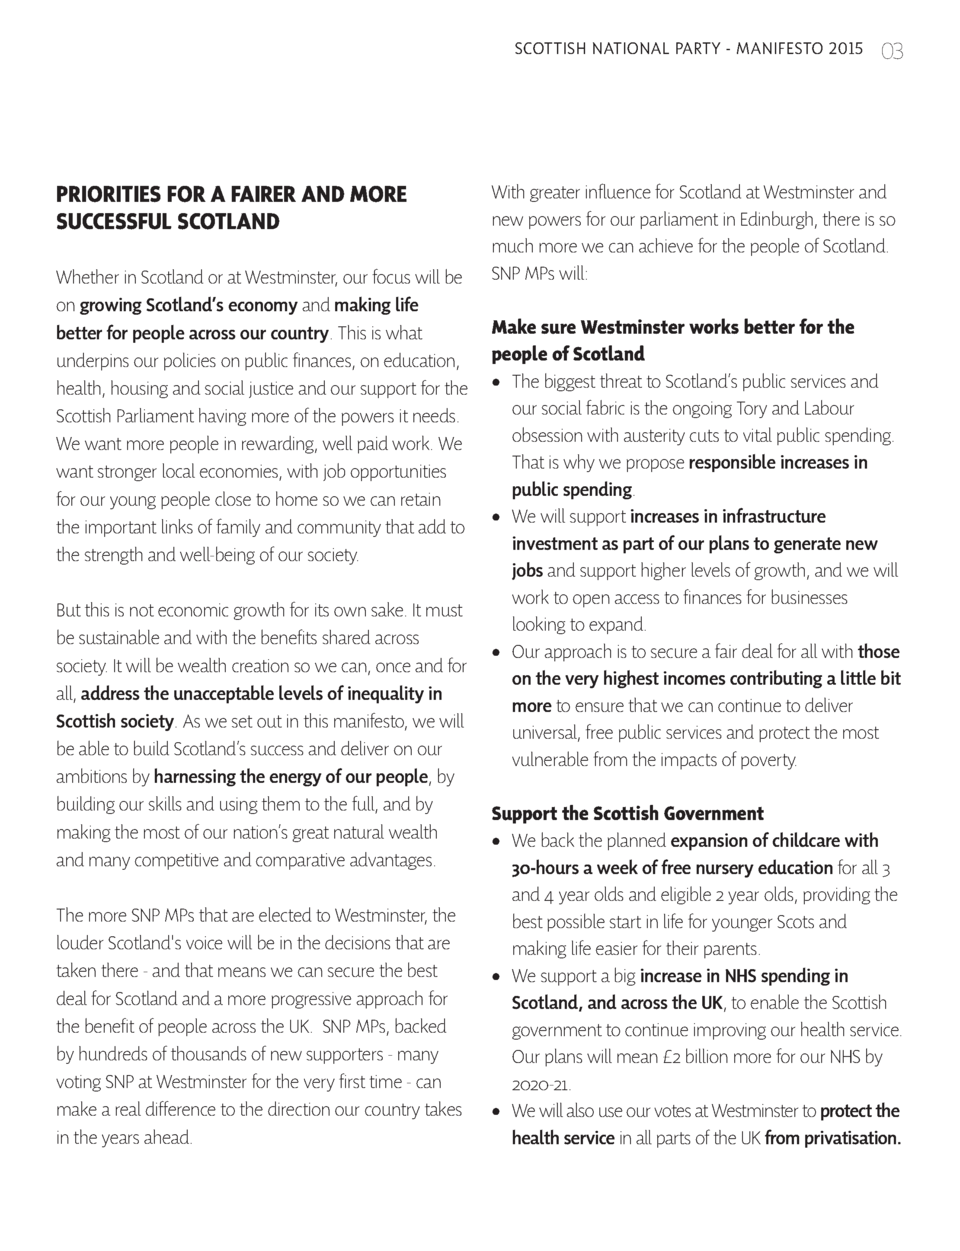 SCOTTISH NATIONAL PARTY - MANIFESTO 2015 03
PRIORITIES FOR A FAIRER AND MORE
SUCCESSFUL SCOTLAND
Whether in Scotland or at Westminster, our focus will be
on growing Scotland's economy and making life
better for people across our country. This is what
underpins our policies on public finances, on education,
health, housing and social justice and our support for the
Scottish Parliament having more of the powers it needs.
We want more people in rewarding, well paid work. We
want stronger local economies, with job opportunities
for our young people close to home so we can retain
the important links of family and community that add to
the strength and well-being of our society.
But this is not economic growth for its own sake. It must
be sustainable and with the benefits shared across
society. It will be wealth creation so we can, once and for
all, address the unacceptable levels of inequality in
Scottish society. As we set out in this manifesto, we will
be able to build Scotland's success and deliver on our
ambitions by harnessing the energy of our people, by
building our skills and using them to the full, and by
making the most of our nation's great natural wealth
and many competitive and comparative advantages.
The more SNP MPs that are elected to Westminster, the
louder Scotland's voice will be in the decisions that are
taken there - and that means we can secure the best
deal for Scotland and a more progressive approach for
the benefit of people across the UK.  SNP MPs, backed
by hundreds of thousands of new supporters - many
voting SNP at Westminster for the very first time - can
make a real difference to the direction our country takes
in the years ahead.
With greater influence for Scotland at Westminster and
new powers for our parliament in Edinburgh, there is so
much more we can achieve for the people of Scotland.
SNP MPs will:
Make sure Westminster works better for the
people of Scotland
• The biggest threat to Scotland's public services and
our social fabric is the ongoing Tory and Labour
obsession with austerity cuts to vital public spending.
That is why we propose responsible increases in
public spending.
• We will support increases in infrastructure
investment as part of our plans to generate new
jobs and support higher levels of growth, and we will
work to open access to finances for businesses
looking to expand.
• Our approach is to secure a fair deal for all with those
on the very highest incomes contributing a little bit
more to ensure that we can continue to deliver
universal, free public services and protect the most
vulnerable from the impacts of poverty.
Support the Scottish Government
• We back the planned expansion of childcare with
30-hours a week of free nursery education for all 3
and 4 year olds and eligible 2 year olds, providing the
best possible start in life for younger Scots and
making life easier for their parents.
• We support a big increase in NHS spending in
Scotland, and across the UK, to enable the Scottish
government to continue improving our health service.
Our plans will mean £2 billion more for our NHS by
2020-21.
• We will also use our votes at Westminster to protect the
health service in all parts of the UK from privatisation.